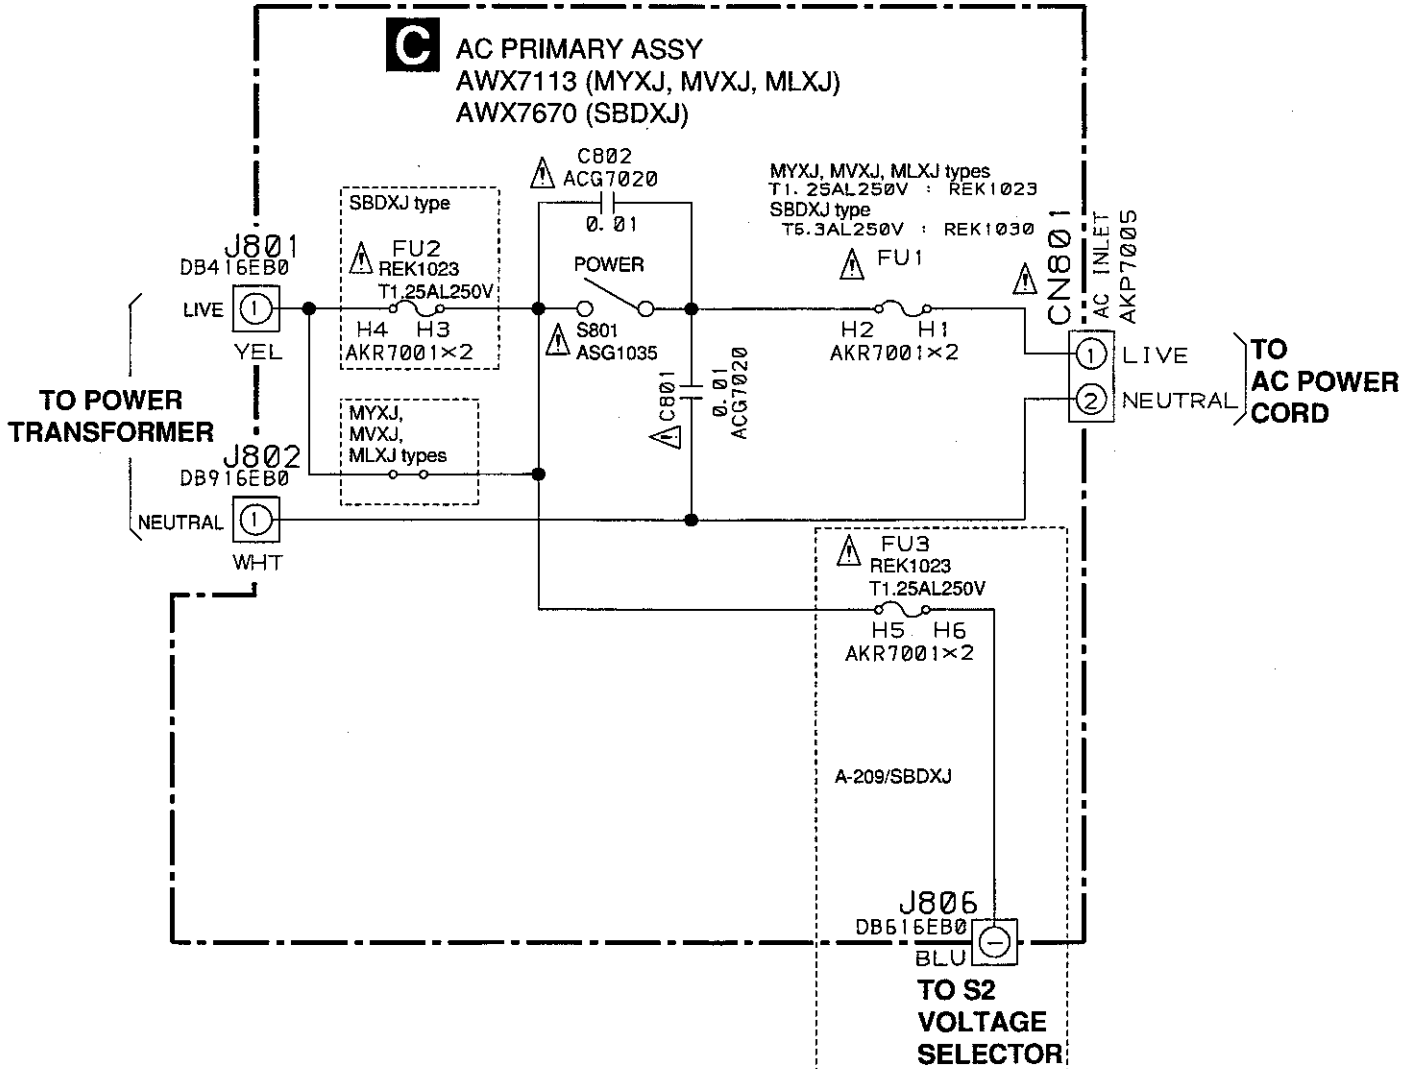 C
AC PRIMARY ASSY
AWX7113 (MYXJ, MVXJ, MLXJ)
AWX7670 (SBDXJ)
C802
ACG7020
0.01
MYXJ, MVXJ, MLXJ types
T1.25AL250V : REK1023
SBDXJ type
T6.3AL250V : REK1030
FU1
H2 H1
AKR7001×2
SBDXJ type
FU2
REK1023
T1.25AL250V
H4 H3
AKR7001×2
POWER
S801
ASG1035
C801
0.01
ACG7020
CN801
AC INLET
AKP7005
1 LIVE
2 NEUTRAL
TO
AC POWER
CORD
J801
DB416EB0
LIVE 1
YEL
TO POWER
TRANSFORMER
J802
DB916EB0
NEUTRAL 1
WHT
MYXJ,
MVXJ,
MLXJ types
FU3
REK1023
T1.25AL250V
H5 H6
AKR7001×2
A-209/SBDXJ
J806
DB616EB0
1
BLU
TO S2
VOLTAGE
SELECTOR